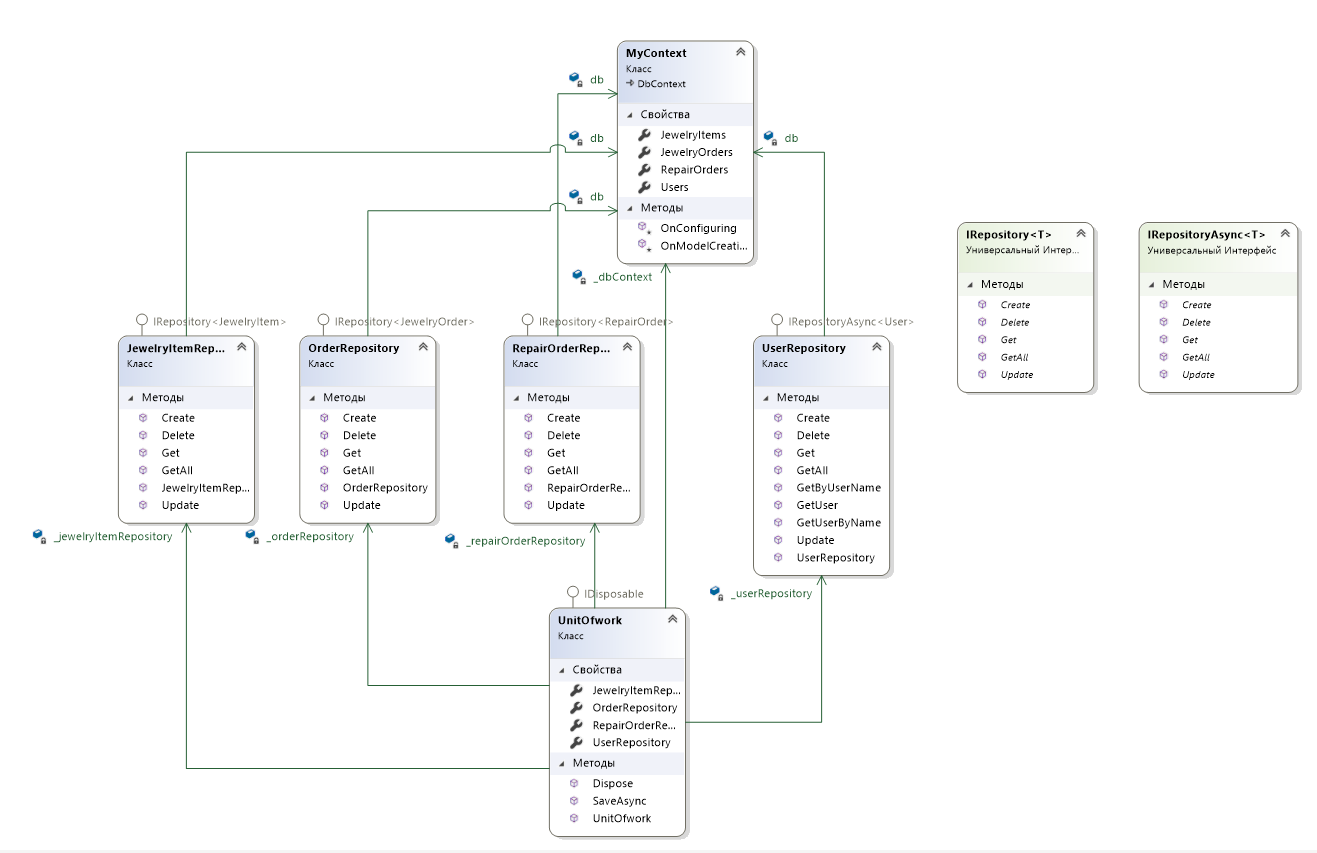 MyContext
Класс
DbContext
Свойства
JewelryItems
JewelryOrders
RepairOrders
Users
Методы
OnConfiguring
OnModelCreati...
db
db
db
db
_dbContext
IRepository<T>
Универсальный Интер...
Методы
Create
Delete
Get
GetAll
Update
IRepositoryAsync<T>
Универсальный Интерфейс
Методы
Create
Delete
Get
GetAll
Update
IRepository<JewelryItem>
JewelryItemRep...
Класс
Методы
Create
Delete
Get
GetAll
JewelryItemRep...
Update
_jewelryItemRepository
IRepository<JewelryOrder>
OrderRepository
Класс
Методы
Create
Delete
Get
GetAll
OrderRepository
Update
_orderRepository
IRepository<RepairOrder>
RepairOrderRep...
Класс
Методы
Create
Delete
Get
GetAll
RepairOrderRe...
Update
_repairOrderRepository
IRepositoryAsync<User>
UserRepository
Класс
Методы
Create
Delete
Get
GetAll
GetByUserName
GetUser
GetUserByName
Update
UserRepository
_userRepository
IDisposable
UnitOfwork
Класс
Свойства
JewelryItemRep...
OrderRepository
RepairOrderRe...
UserRepository
Методы
Dispose
SaveAsync
UnitOfwork